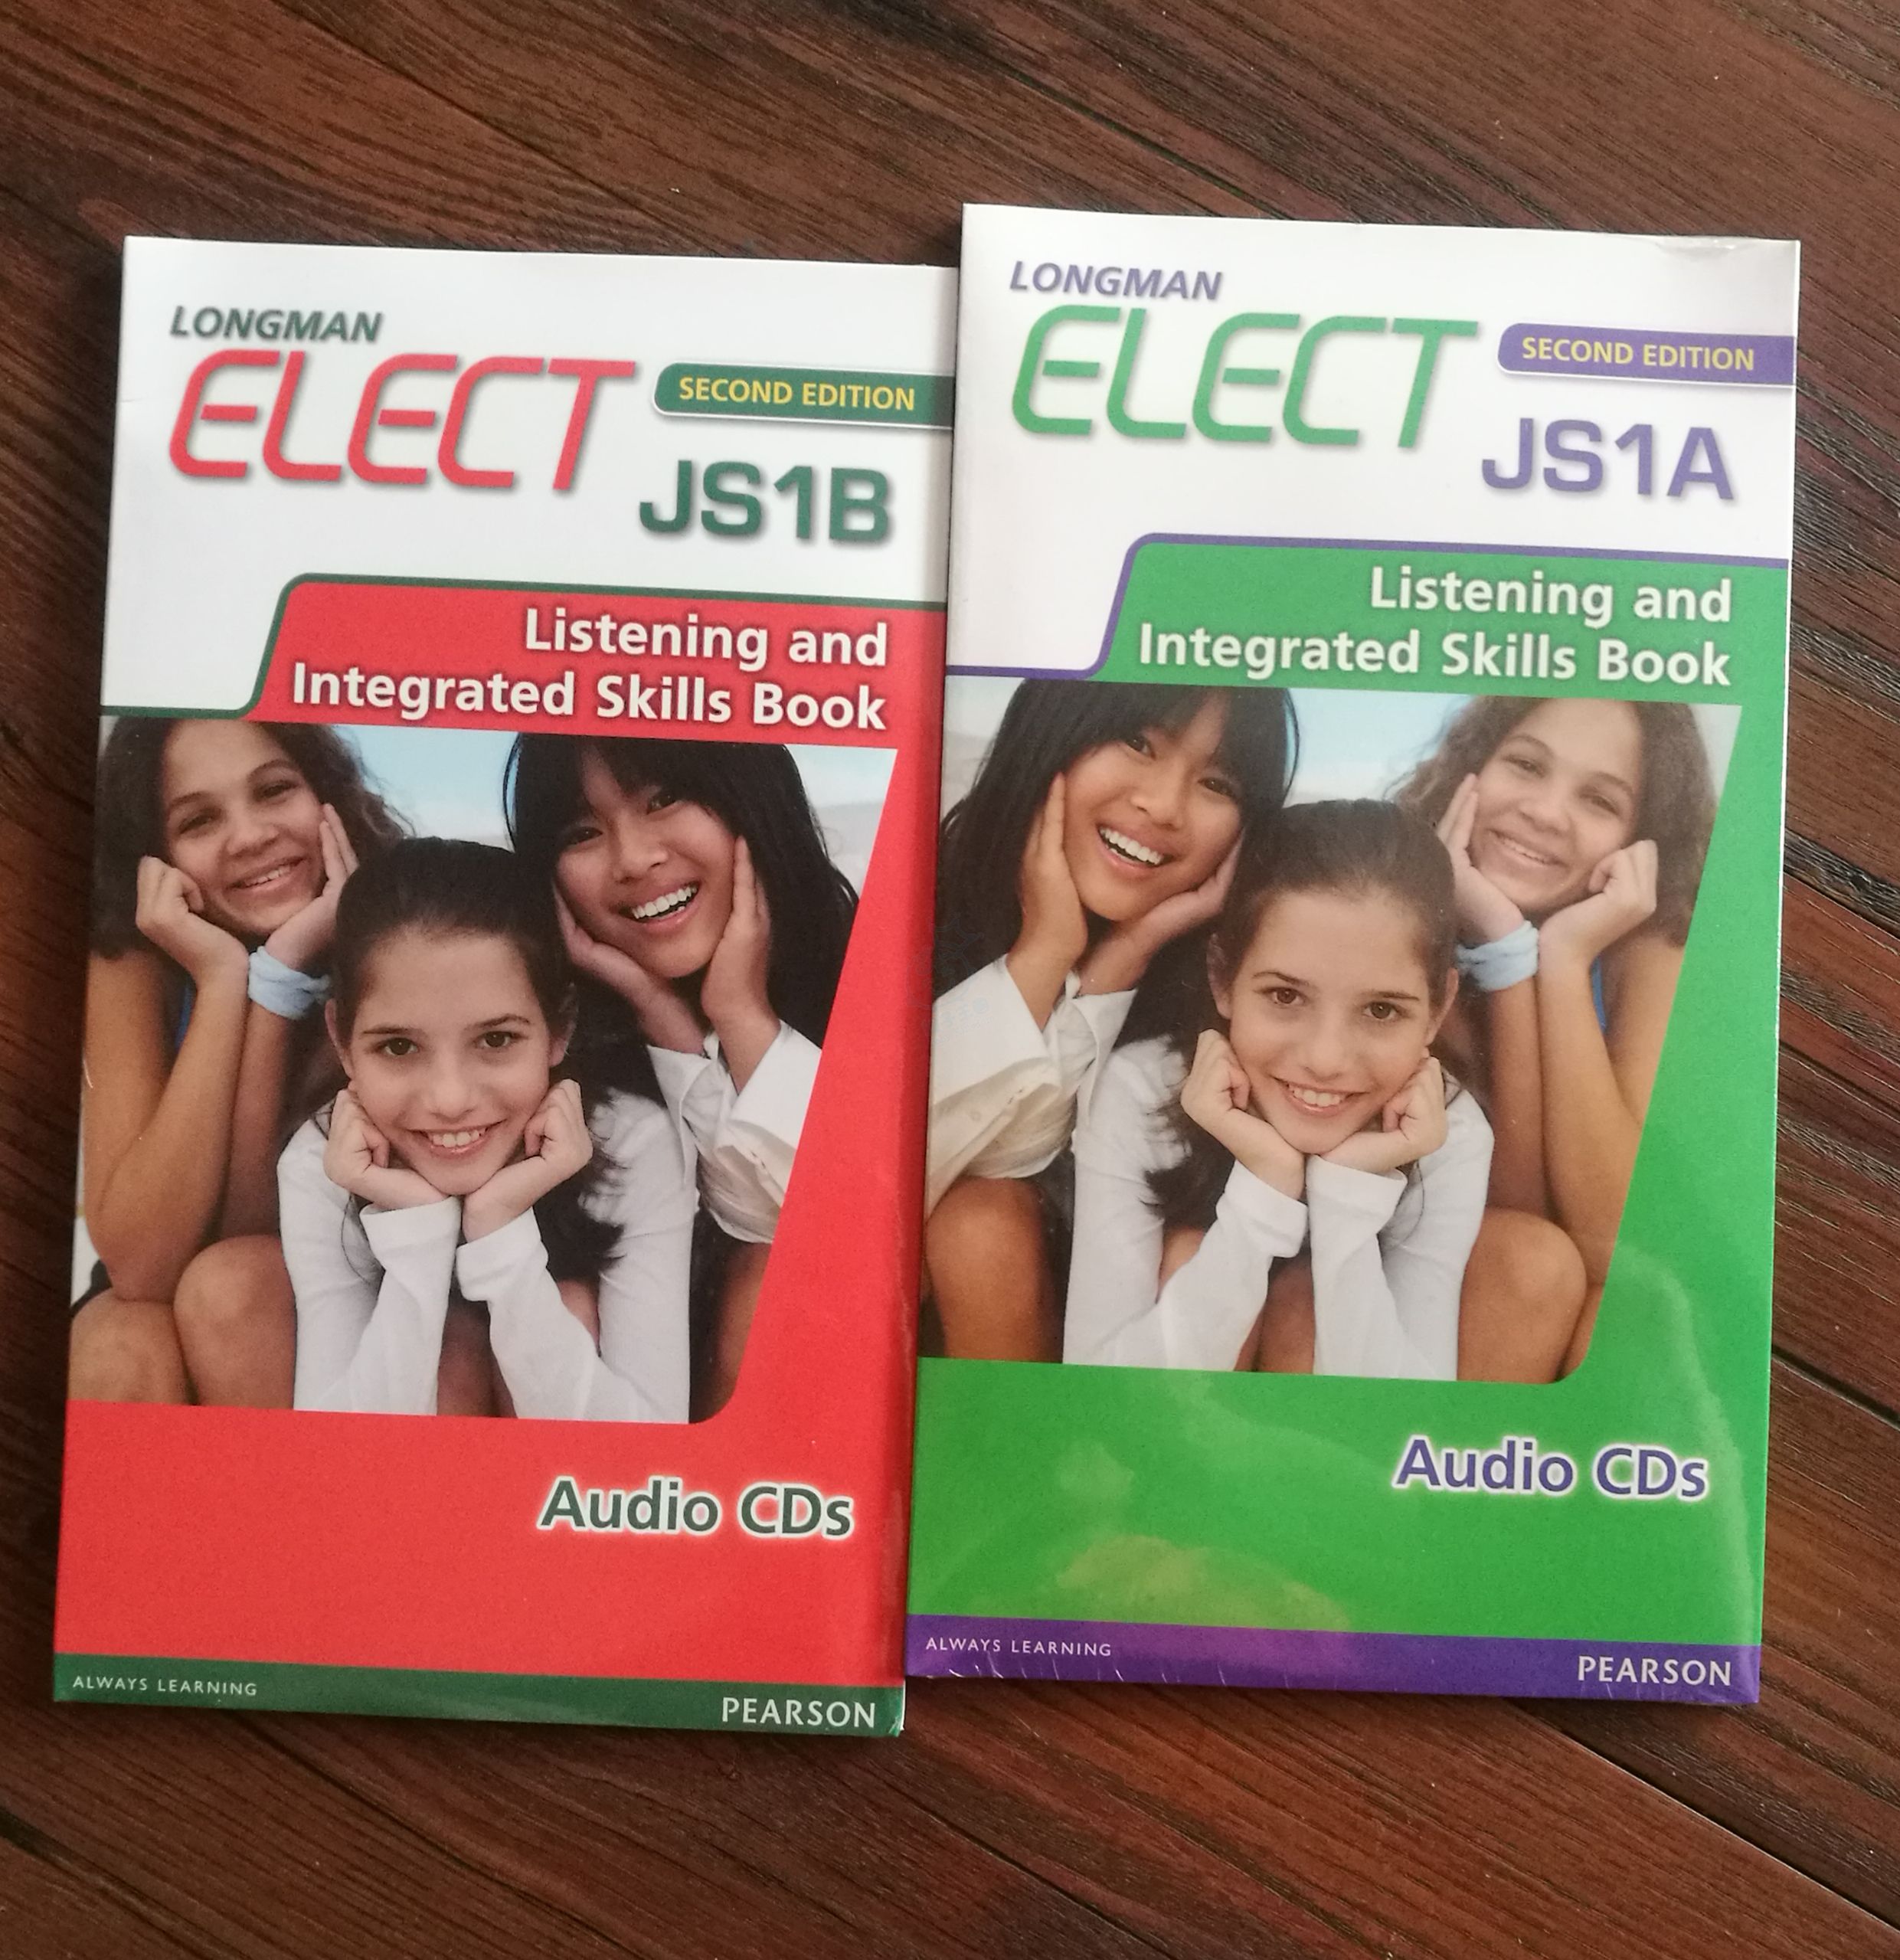 LONGMAN
ELECT
SECOND EDITION
JS1B
Listening and
Integrated Skills Book
Audio CDs
ALWAYS LEARNING
PEARSON
LONGMAN
ELECT
SECOND EDITION
JS1A
Listening and
Integrated Skills Book
Audio CDs
ALWAYS LEARNING
PEARSON